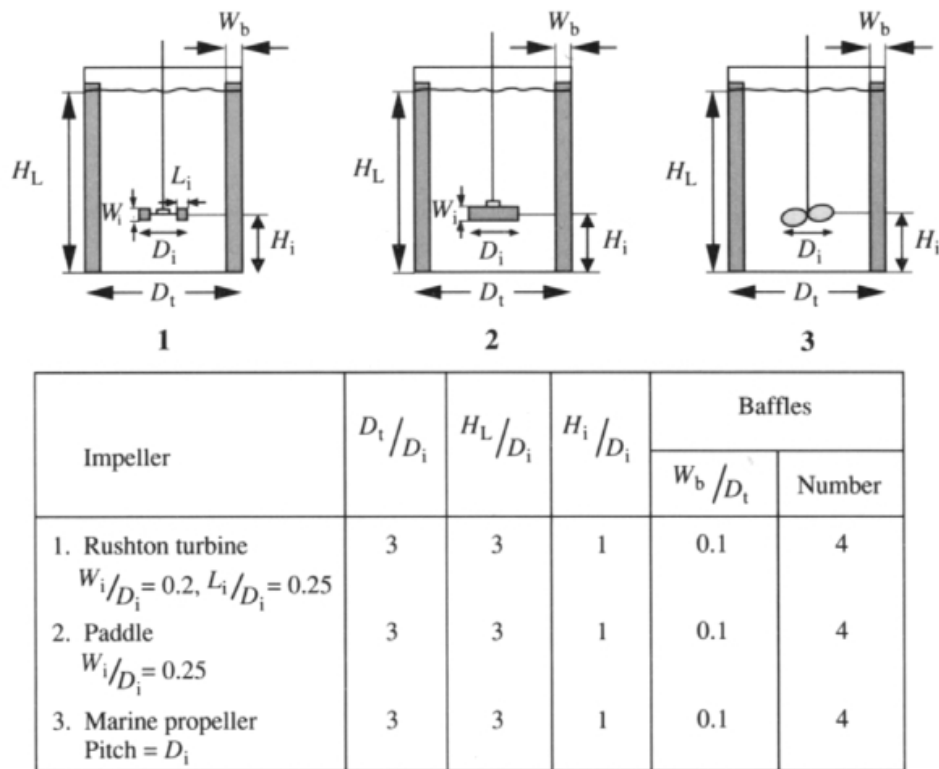 W_b W_b W_b
H_L L_i W_i D_i H_i D_t
H_L W_i D_i H_i D_t
H_L D_i H_i D_t
1 2 3
Impeller D_t/D_i H_L/D_i H_i/D_i Baffles
W_b/D_t Number
1. Rushton turbine 3 3 1 0.1 4
W_i/D_i = 0.2, L_i/D_i = 0.25
2. Paddle 3 3 1 0.1 4
W_i/D_i = 0.25
3. Marine propeller 3 3 1 0.1 4
Pitch = D_i